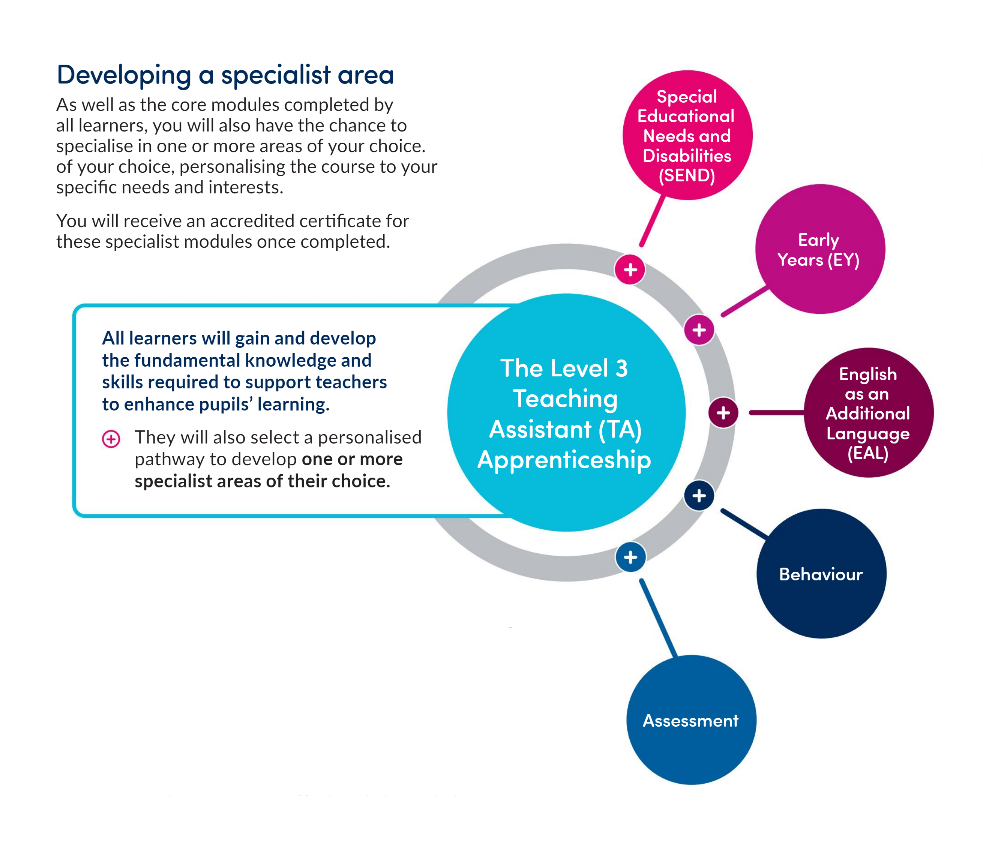 Developing a specialist area
As well as the core modules completed by
all learners, you will also have the chance to
specialise in one or more areas of your choice.
of your choice, personalising the course to your
specific needs and interests.
You will receive an accredited certificate for
these specialist modules once completed.
All learners will gain and develop
the fundamental knowledge and
skills required to support teachers
to enhance pupils’ learning.
They will also select a personalised
pathway to develop one or more
specialist areas of their choice.
The Level 3
Teaching
Assistant (TA)
Apprenticeship
Special
Educational
Needs and
Disabilities
(SEND)
Early
Years (EY)
English
as an
Additional
Language
(EAL)
Behaviour
Assessment